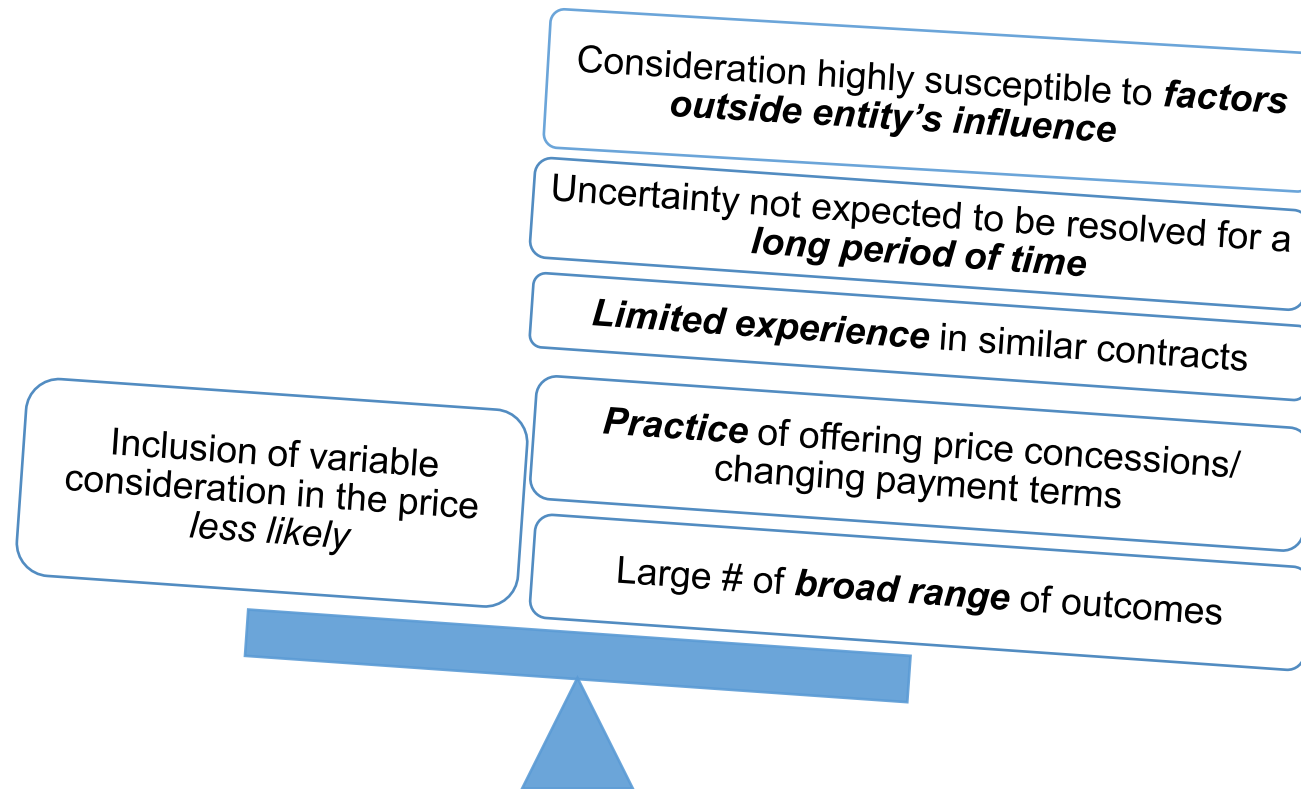 Consideration highly susceptible to factors
outside entity’s influence
Uncertainty not expected to be resolved for a
long period of time
Limited experience in similar contracts
Practice of offering price concessions/
changing payment terms
Large # of broad range of outcomes
Inclusion of variable
consideration in the price
less likely